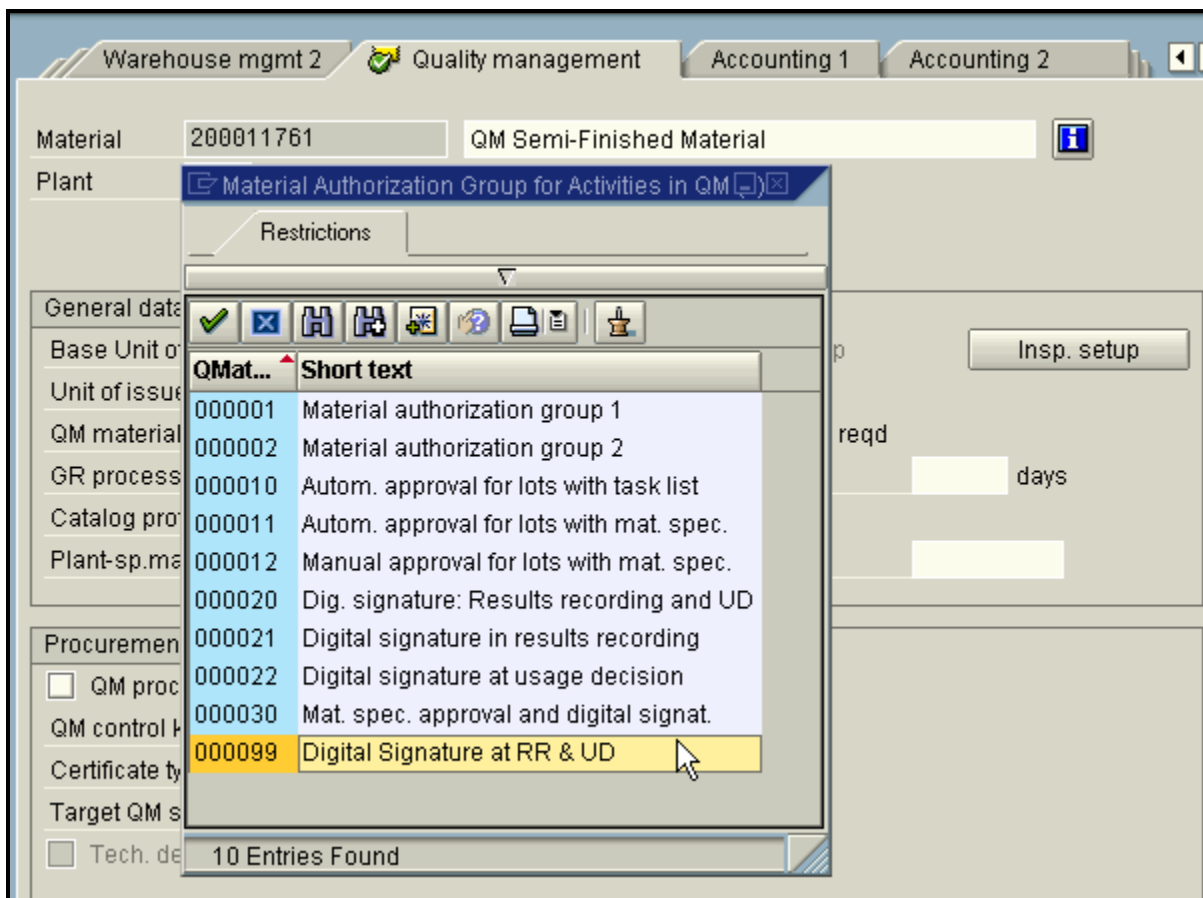 Warehouse mgmt 2 Quality management Accounting 1 Accounting 2
Material 200011761 QM Semi-Finished Material
Plant
Material Authorization Group for Activities in QM
Restrictions
General data
Base Unit of
Insp. setup
Unit of issue
QM material reqd
GR process days
Catalog prof
Plant-sp.ma
Procurement
QM proc
QM control k
Certificate ty
Target QM s
Tech. de
QMat... Short text
000001 Material authorization group 1
000002 Material authorization group 2
000010 Autom. approval for lots with task list
000011 Autom. approval for lots with mat. spec.
000012 Manual approval for lots with mat. spec.
000020 Dig. signature: Results recording and UD
000021 Digital signature in results recording
000022 Digital signature at usage decision
000030 Mat. spec. approval and digital signat.
000099 Digital Signature at RR & UD
10 Entries Found